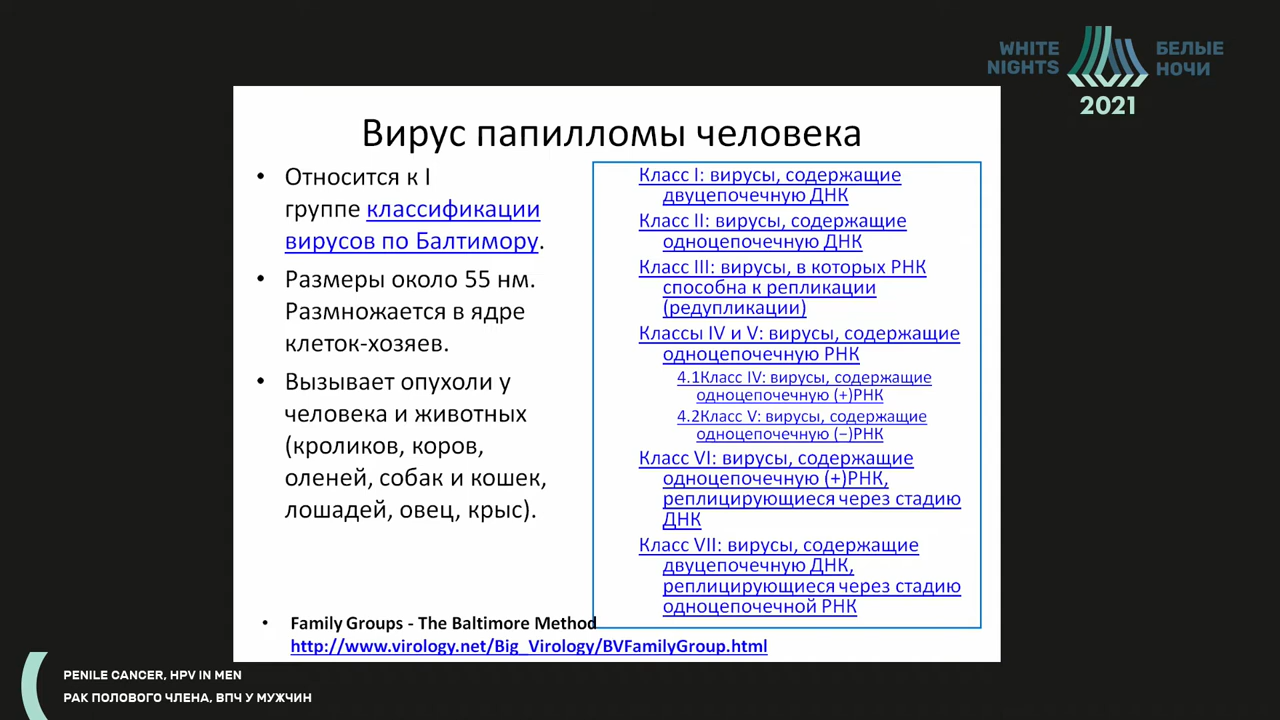 WHITE
NIGHTS
БЕЛЫЕ
НОЧИ
2021
Вирус папилломы человека
• Относится к I
группе классификации
вирусов по Балтимору.
• Размеры около 55 нм.
Размножается в ядре
клеток-хозяев.
• Вызывает опухоли у
человека и животных
(кроликов, коров,
оленей, собак и кошек,
лошадей, овец, крыс).
Класс I: вирусы, содержащие
двуцепочечную ДНК
Класс II: вирусы, содержащие
одноцепочечную ДНК
Класс III: вирусы, в которых РНК
способна к репликации
(редупликации)
Классы IV и V: вирусы, содержащие
одноцепочечную РНК
4.1Класс IV: вирусы, содержащие
одноцепочечную (+)РНК
4.2Класс V: вирусы, содержащие
одноцепочечную (−)РНК
Класс VI: вирусы, содержащие
одноцепочечную (+)РНК,
реплицирующиеся через стадию
ДНК
Класс VII: вирусы, содержащие
двуцепочечную ДНК,
реплицирующиеся через стадию
одноцепочечной РНК
• Family Groups - The Baltimore Method
http://www.virology.net/Big_Virology/BVFamilyGroup.html
PENILE CANCER, HPV IN MEN
РАК ПОЛОВОГО ЧЛЕНА, ВПЧ У МУЖЧИН